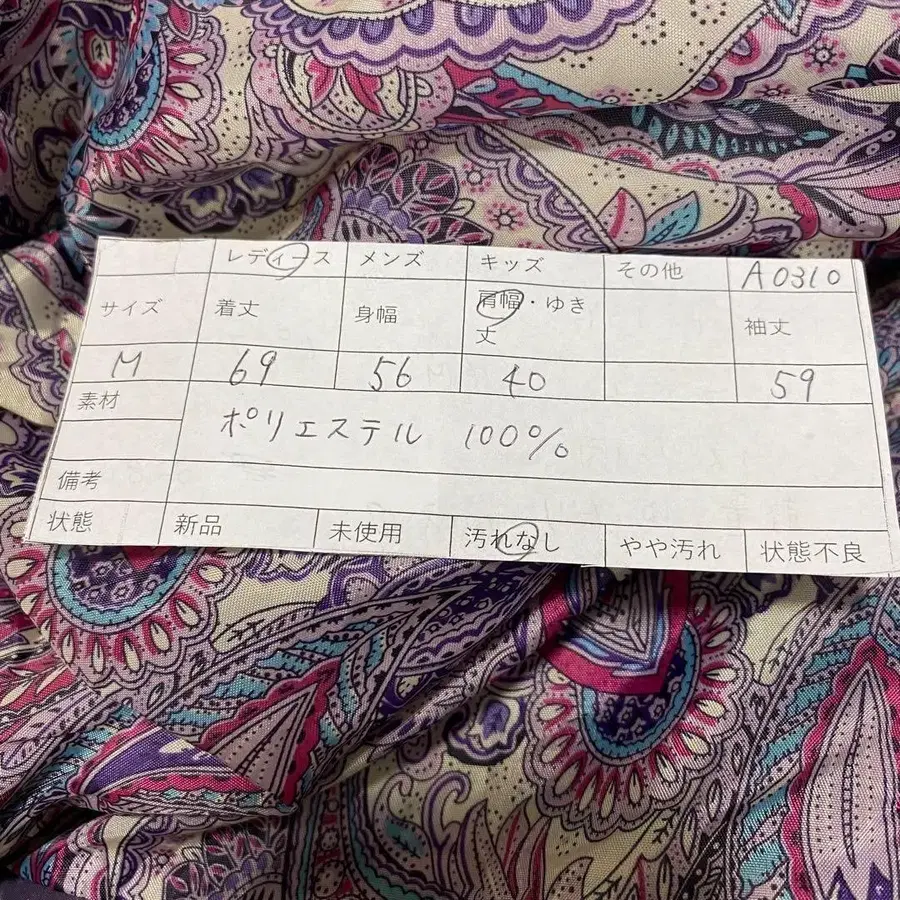 レディース メンズ キッズ その他 A0310
サイズ 着丈 身幅 肩幅・ゆき丈 袖丈
M 69 56 40 59
素材 ポリエステル 100%
備考
状態 新品 未使用 汚れなし やや汚れ 状態不良